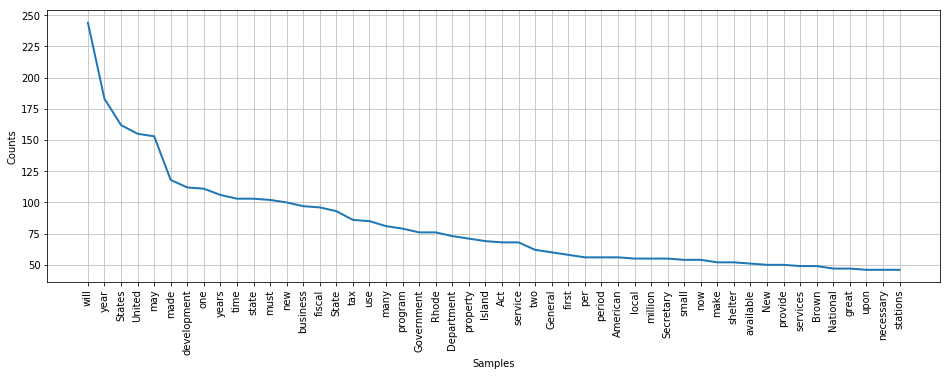 250
225
200
175
150
125
100
75
50
Counts
will
year
States
United
may
made
development
one
years
time
state
must
new
business
fiscal
State
tax
use
many
program
Government
Rhode
Department
property
Island
Act
service
two
General
first
per
period
American
local
million
Secretary
small
now
make
shelter
available
New
provide
services
Brown
National
great
upon
necessary
stations
Samples